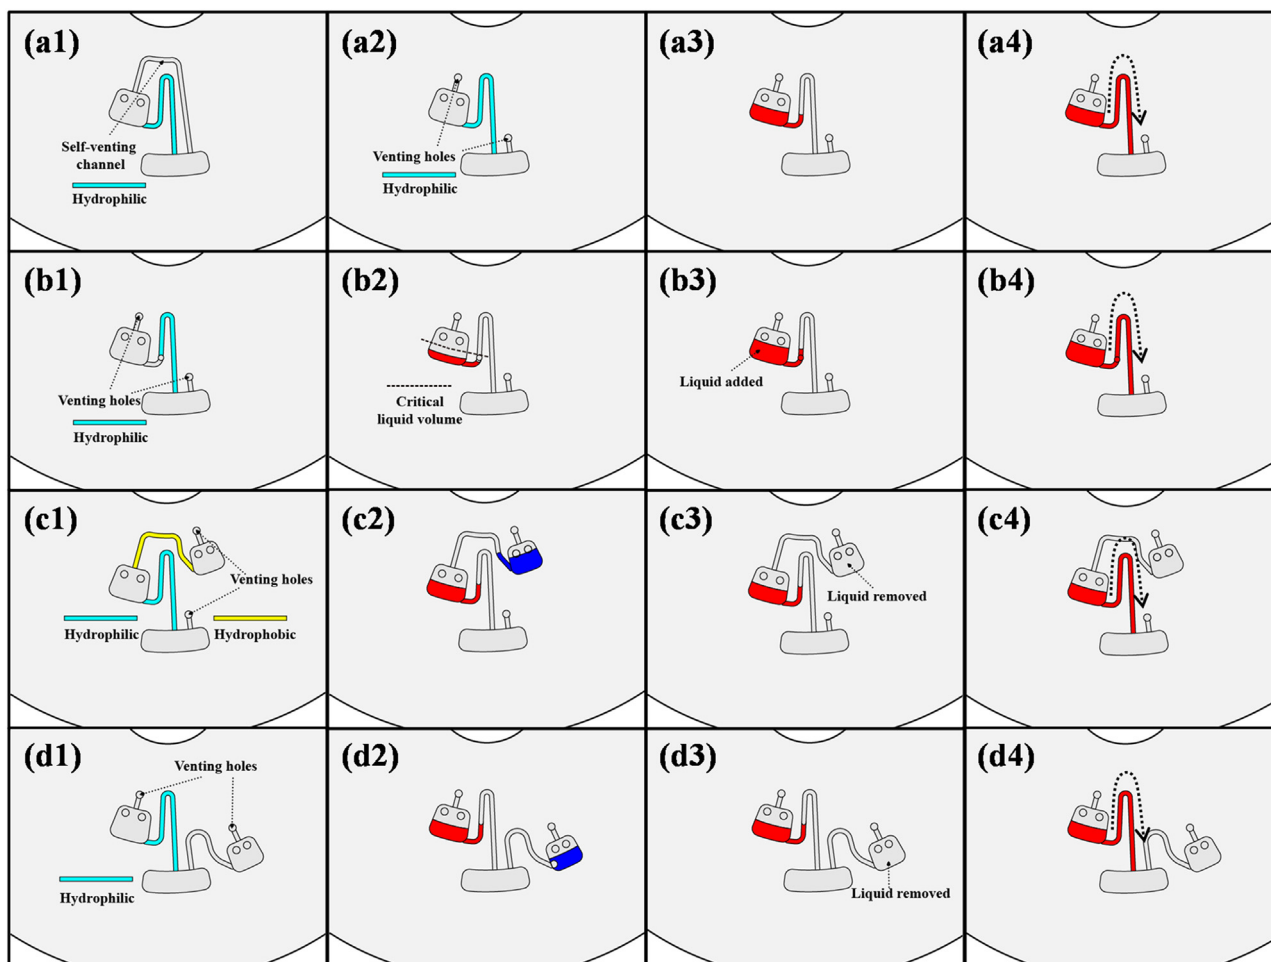 (a1)
Self-venting
channel
Hydrophilic
(a2)
Venting holes
Hydrophilic
(a3)
(a4)
(b1)
Venting holes
Hydrophilic
(b2)
Critical
liquid volume
(b3)
Liquid added
(b4)
(c1)
Venting holes
Hydrophilic
Hydrophobic
(c2)
(c3)
Liquid removed
(c4)
(d1)
Venting holes
Hydrophilic
(d2)
(d3)
Liquid removed
(d4)